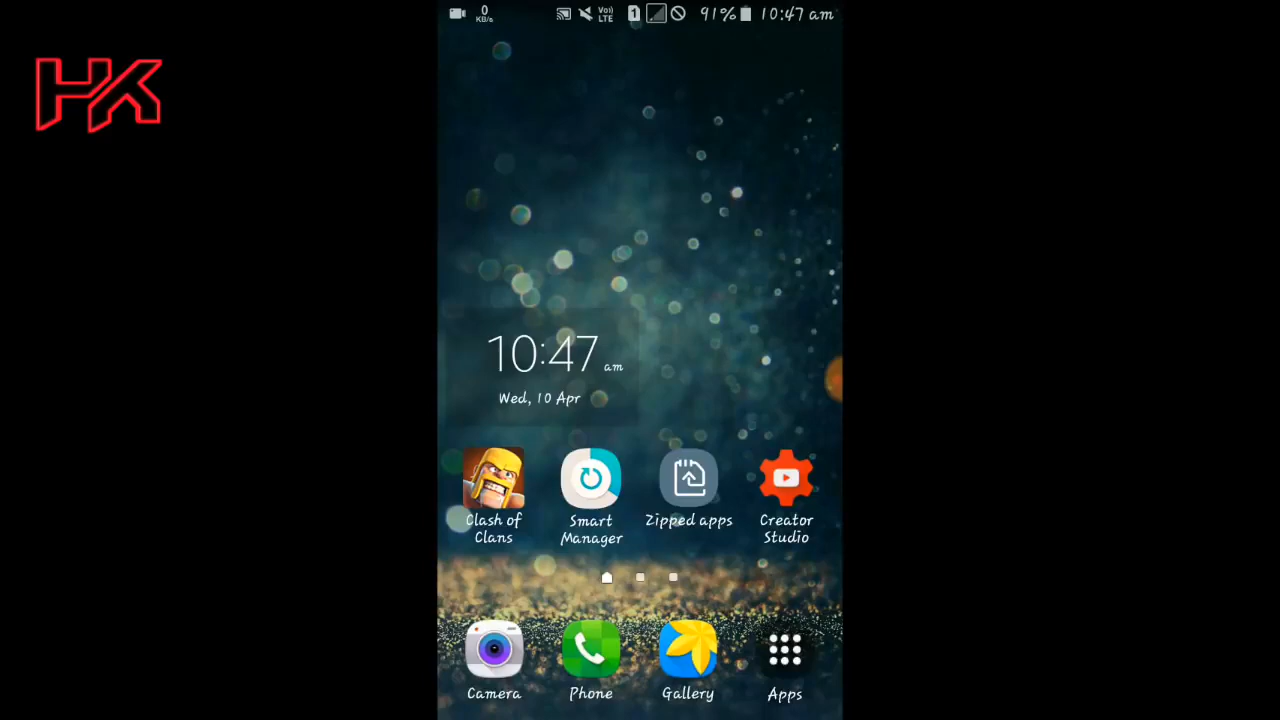 HK
0
KB/s
Vo))
LTE
1
91%
10:47 am
10:47 am
Wed, 10 Apr
Clash of
Clans
Smart
Manager
Zipped apps
Creator
Studio
Camera
Phone
Gallery
Apps